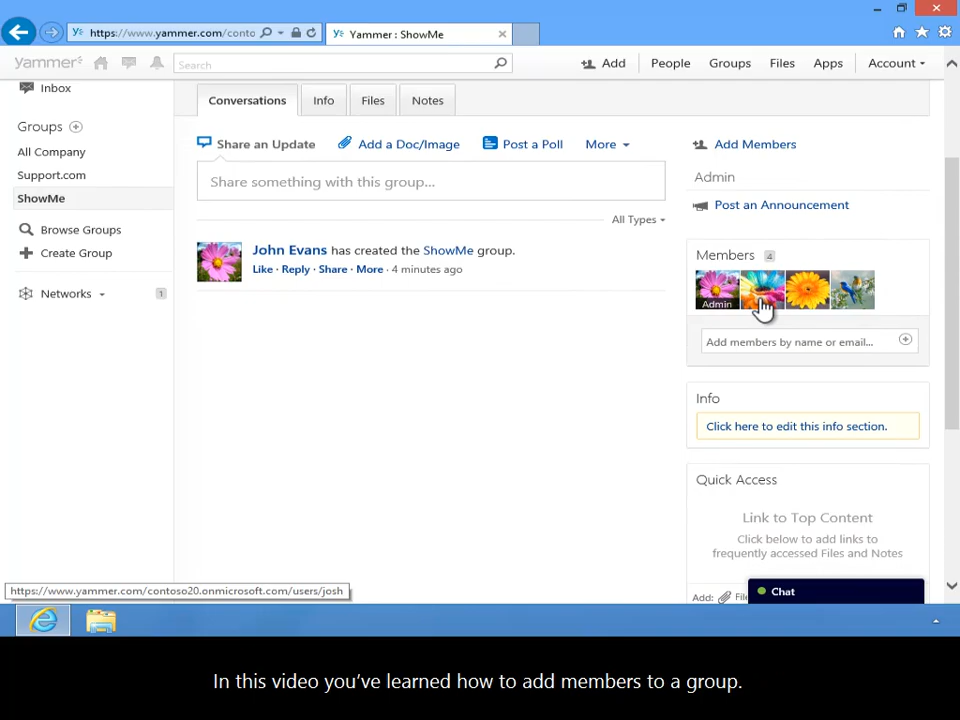 https://www.yammer.com/conto
Yammer : ShowMe
yammer
Search
Add
People
Groups
Files
Apps
Account
Inbox
Groups
All Company
Support.com
ShowMe
Browse Groups
Create Group
Networks
1
Conversations
Info
Files
Notes
Share an Update
Add a Doc/Image
Post a Poll
More
Share something with this group...
All Types
John Evans has created the ShowMe group.
Like · Reply · Share · More · 4 minutes ago
Add Members
Admin
Post an Announcement
Members 4
Admin
Add members by name or email...
Info
Click here to edit this info section.
Quick Access
Link to Top Content
Click below to add links to
frequently accessed Files and Notes
Add: File
Chat
https://www.yammer.com/contoso20.onmicrosoft.com/users/josh
In this video you’ve learned how to add members to a group.